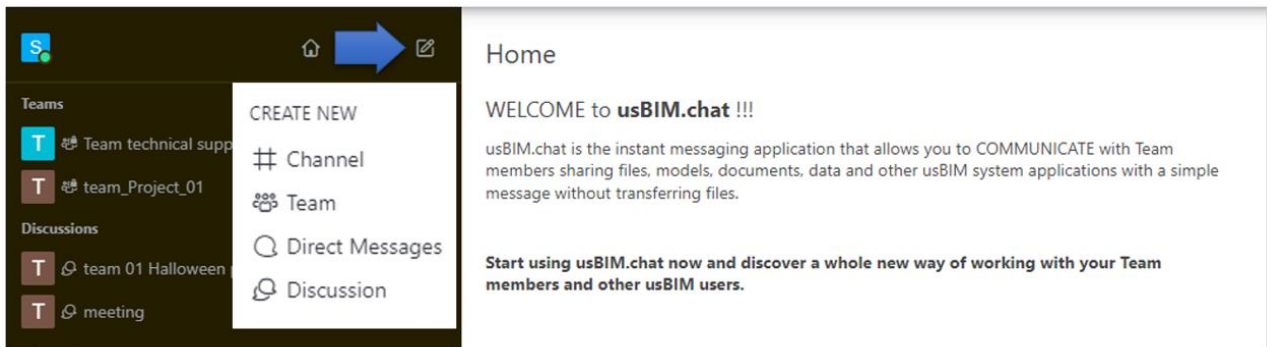 S
Teams
T Team technical supp
T team_Project_01
Discussions
T team 01 Halloween
T meeting
CREATE NEW
Channel
Team
Direct Messages
Discussion
Home
WELCOME to usBIM.chat !!!
usBIM.chat is the instant messaging application that allows you to COMMUNICATE with Team
members sharing files, models, documents, data and other usBIM system applications with a simple
message without transferring files.
Start using usBIM.chat now and discover a whole new way of working with your Team
members and other usBIM users.